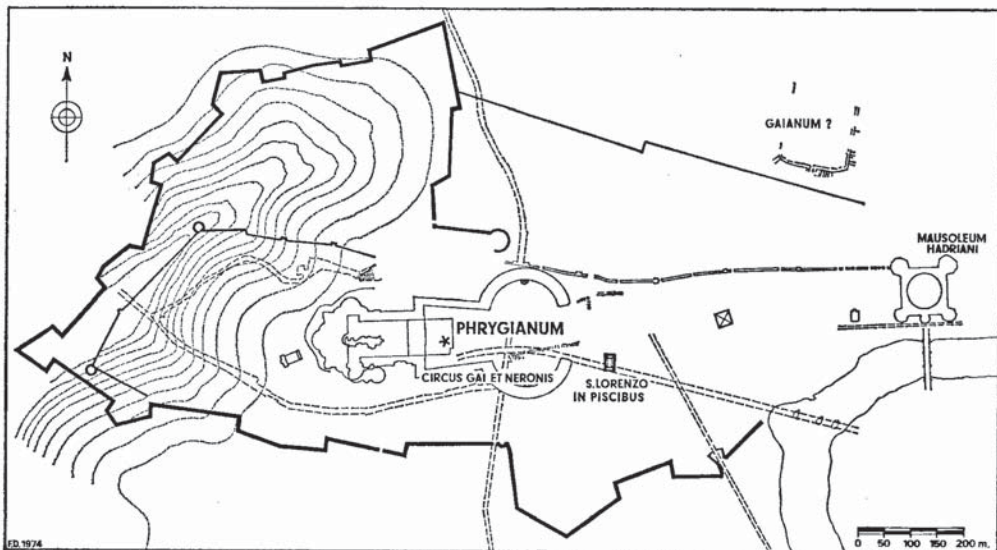 N
GAIANUM ?
MAUSOLEUM
HADRIANI
PHRYGIANUM
CIRCUS GAI ET NERONIS
S.LORENZO
IN PISCIBUS
F.D. 1974
0 50 100 150 200 m.